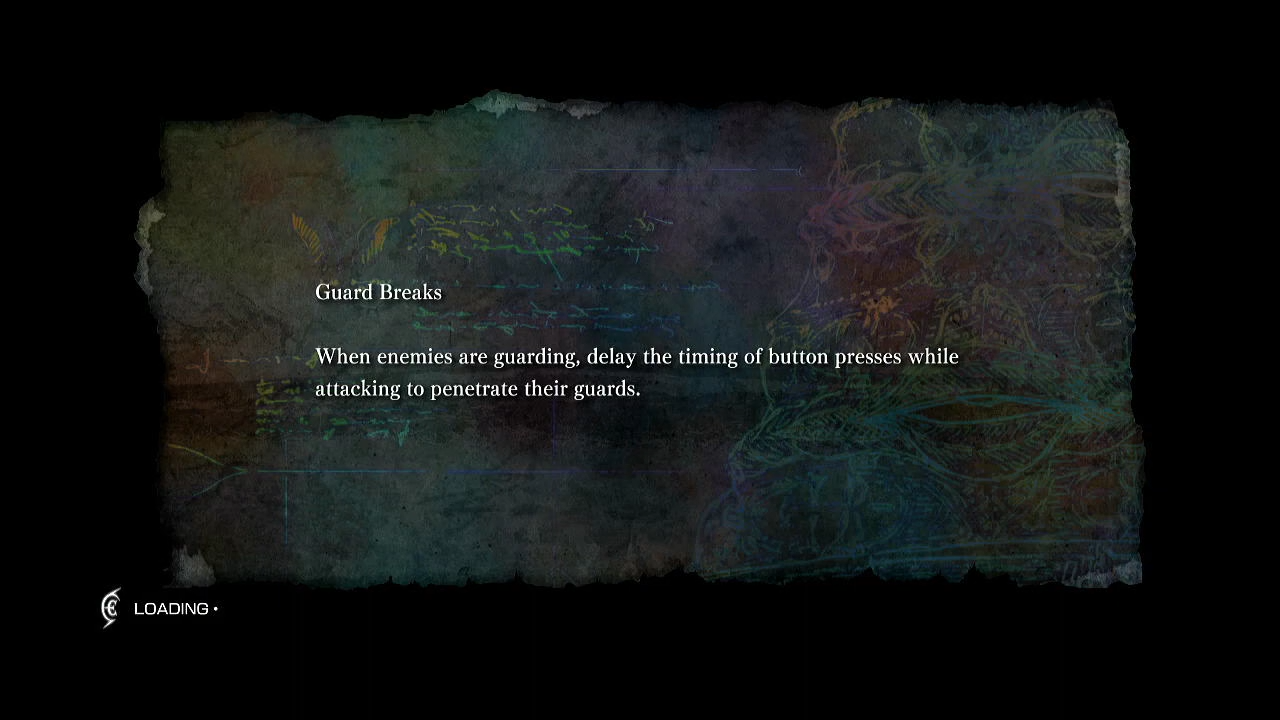 Guard Breaks
When enemies are guarding, delay the timing of button presses while
attacking to penetrate their guards.
LOADING •